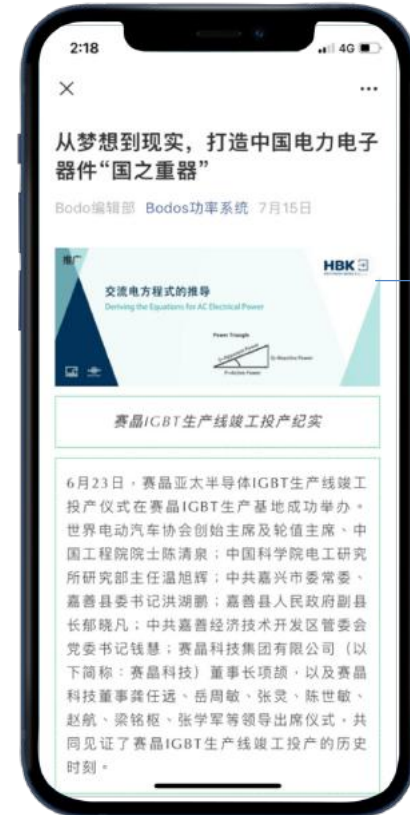 2:18
4G
从梦想到现实，打造中国电力电子
器件“国之重器”
Bodo编辑部 Bodos功率系统 7月15日
推广
HBK
交流电方程式的推导
Deriving the Equations for AC Electrical Power
Power Triangle
S=Apparent Power
Q=Reactive Power
P=Active Power
赛晶IGBT生产线竣工投产纪实
6月23日，赛晶亚太半导体IGBT生产线竣工
投产仪式在赛晶IGBT生产基地成功举办。
世界电动汽车协会创始主席及轮值主席、中
国工程院院士陈清泉；中国科学院电工研究
所研究部主任温旭辉；中共嘉兴市委常委、
嘉善县委书记洪湖鹏；嘉善县人民政府副县
长郁晓凡；中共嘉善经济技术开发区管委会
党委书记钱慧；赛晶科技集团有限公司（以
下简称：赛晶科技）董事长项颉，以及赛晶
科技董事龚任远、岳周敏、张灵、陈世敏、
赵航、梁铭枢、张学军等领导出席仪式，共
同见证了赛晶IGBT生产线竣工投产的历史
时刻。